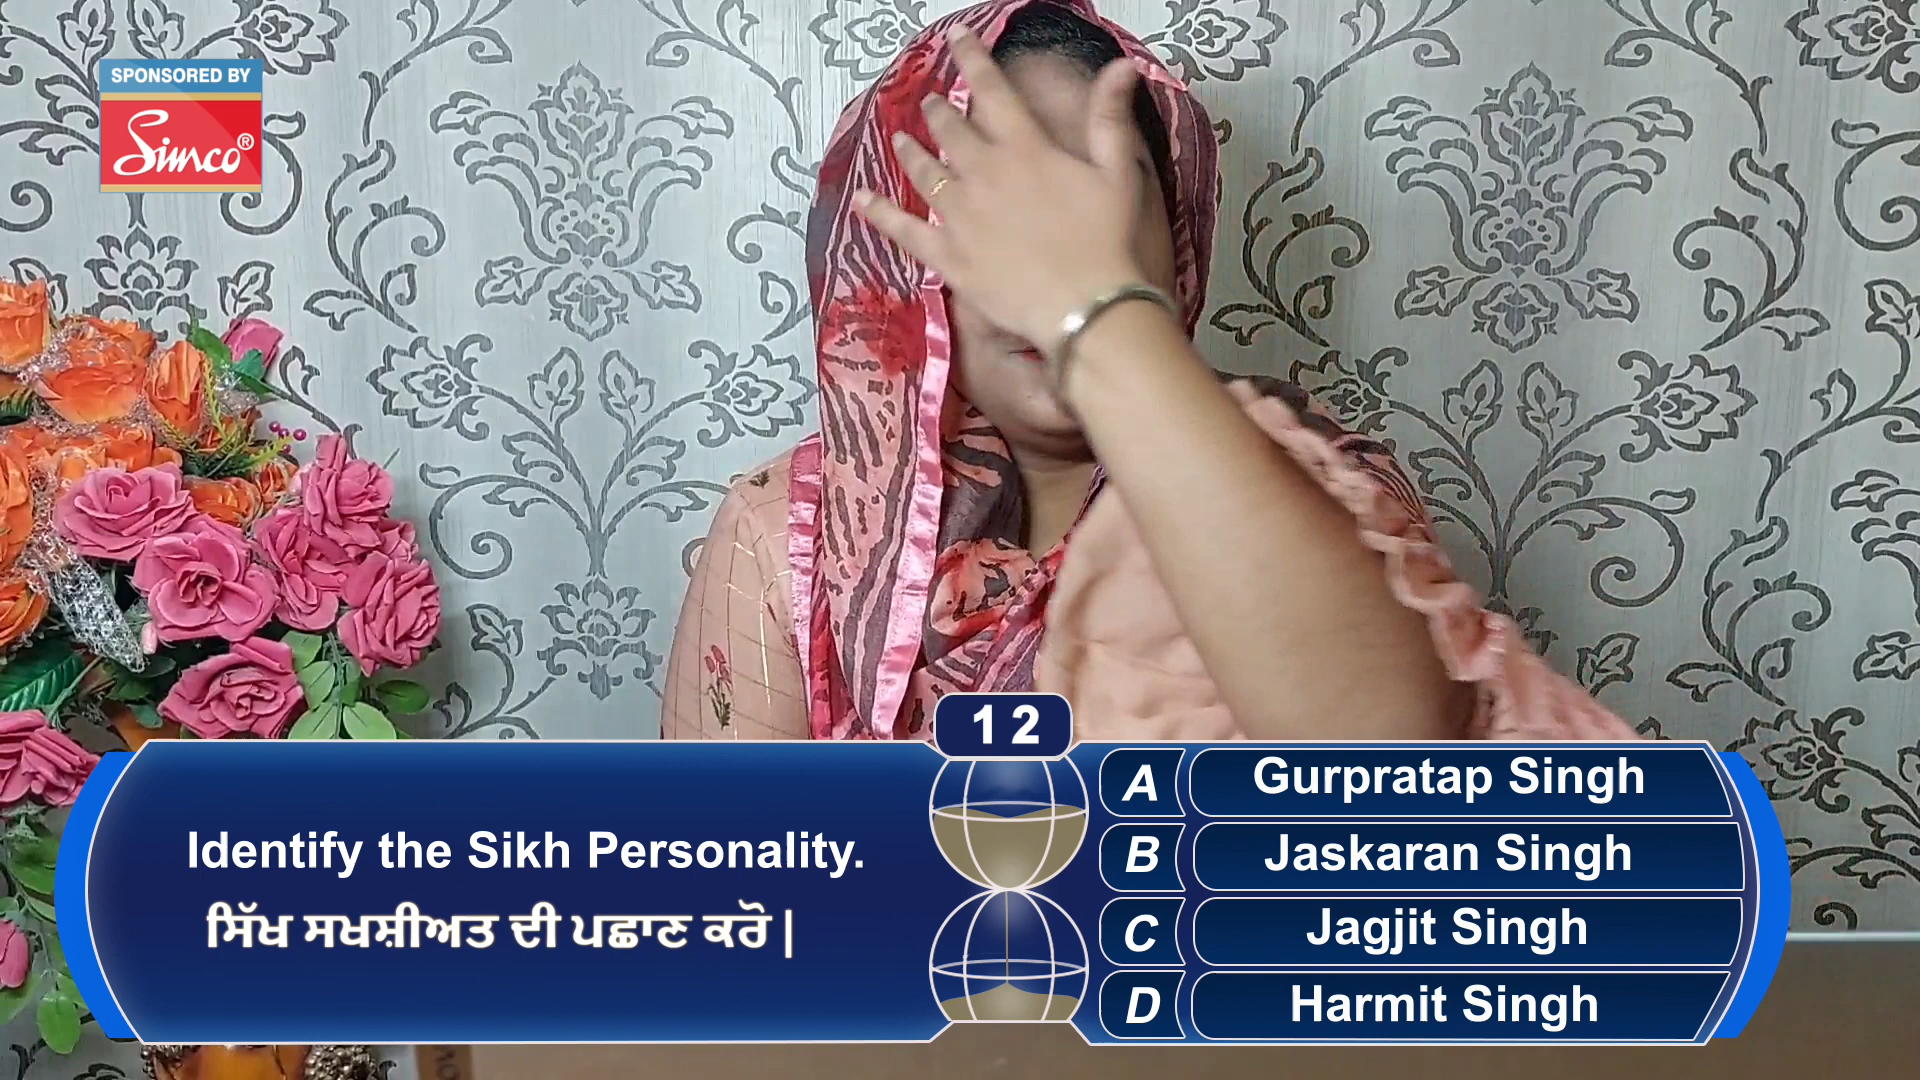 SPONSORED BY
Simco®
12
Identify the Sikh Personality.
ਸਿੱਖ ਸਖਸ਼ੀਅਤ ਦੀ ਪਛਾਣ ਕਰੋ |
A Gurpratap Singh
B Jaskaran Singh
C Jagjit Singh
D Harmit Singh